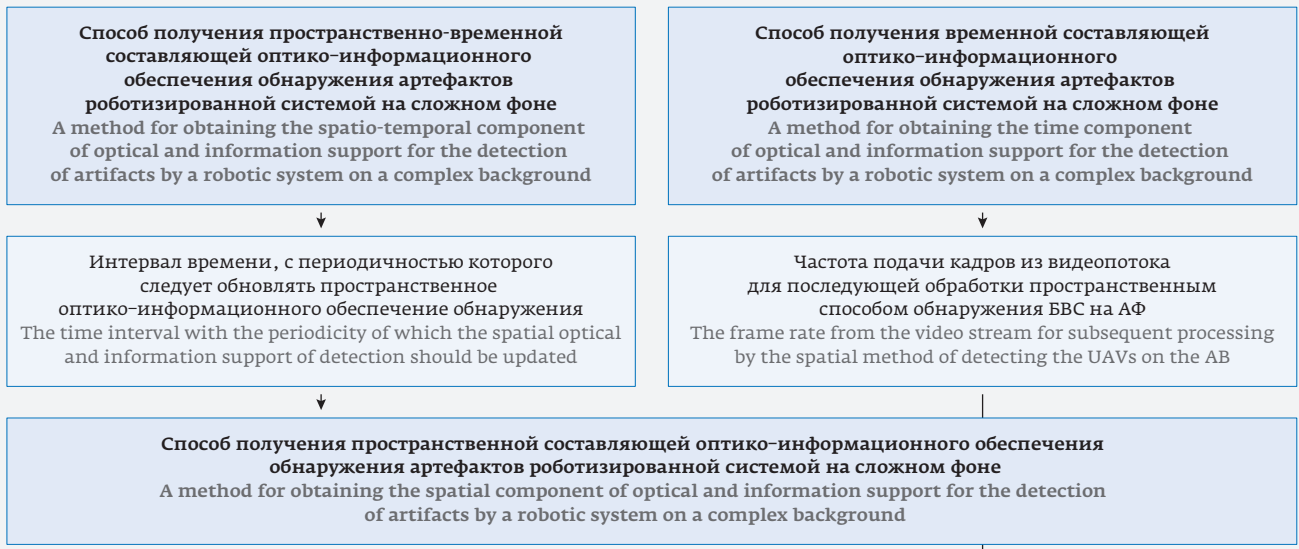 Способ получения пространственно-временной
составляющей оптико-информационного
обеспечения обнаружения артефактов
роботизированной системой на сложном фоне
A method for obtaining the spatio-temporal component
of optical and information support for the detection
of artifacts by a robotic system on a complex background
Способ получения временной составляющей
оптико-информационного
обеспечения обнаружения артефактов
роботизированной системой на сложном фоне
A method for obtaining the time component
of optical and information support for the detection
of artifacts by a robotic system on a complex background
Интервал времени, с периодичностью которого
следует обновлять пространственное
оптико-информационного обеспечение обнаружения
The time interval with the periodicity of which the spatial optical
and information support of detection should be updated
Частота подачи кадров из видеопотока
для последующей обработки пространственным
способом обнаружения БВС на АФ
The frame rate from the video stream for subsequent processing
by the spatial method of detecting the UAVs on the AB
Способ получения пространственной составляющей оптико-информационного обеспечения
обнаружения артефактов роботизированной системой на сложном фоне
A method for obtaining the spatial component of optical and information support for the detection
of artifacts by a robotic system on a complex background